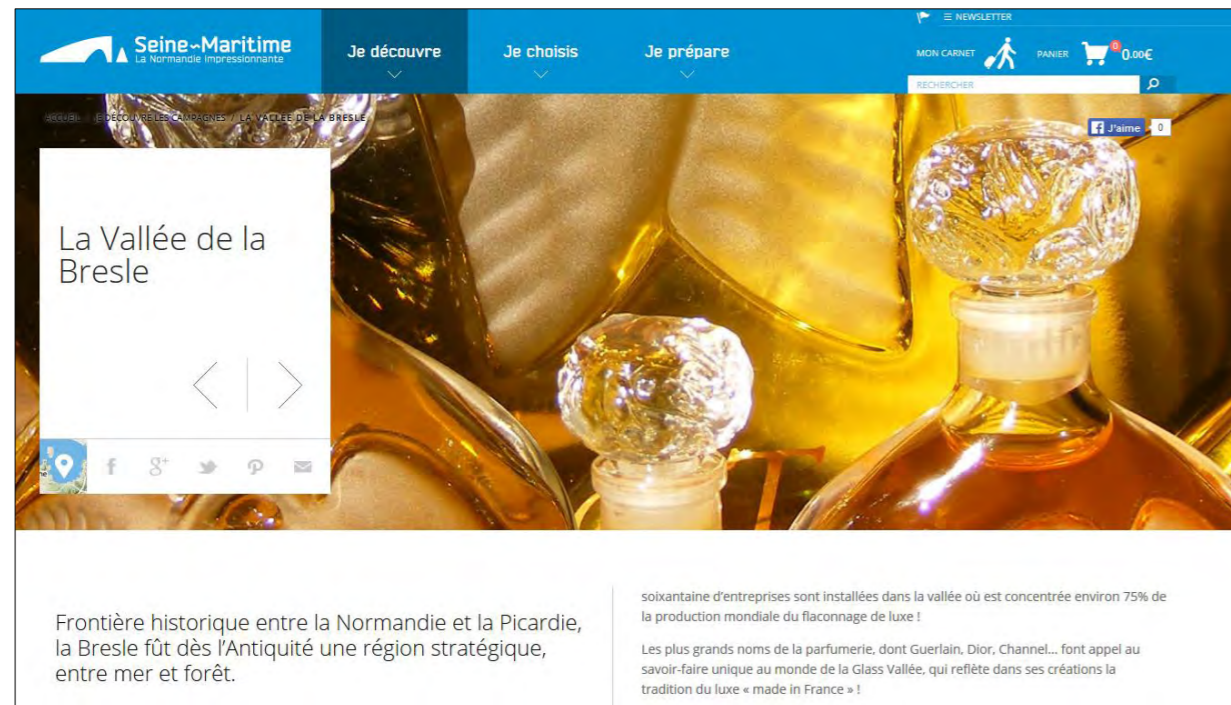 NEWSLETTER
Seine~Maritime
La Normandie Impressionnante
Je découvre
Je choisis
Je prépare
MON CARNET
PANIER
0
0.00€
RECHERCHER
ACCUEIL / JE DÉCOUVRE LES CAMPAGNES / LA VALLÉE DE LA BRESLE
J'aime
0
La Vallée de la
Bresle
Frontière historique entre la Normandie et la Picardie,
la Bresle fût dès l'Antiquité une région stratégique,
entre mer et forêt.
soixantaine d'entreprises sont installées dans la vallée où est concentrée environ 75% de
la production mondiale du flaconnage de luxe !
Les plus grands noms de la parfumerie, dont Guerlain, Dior, Channel... font appel au
savoir-faire unique au monde de la Glass Vallée, qui reflète dans ses créations la
tradition du luxe « made in France » !